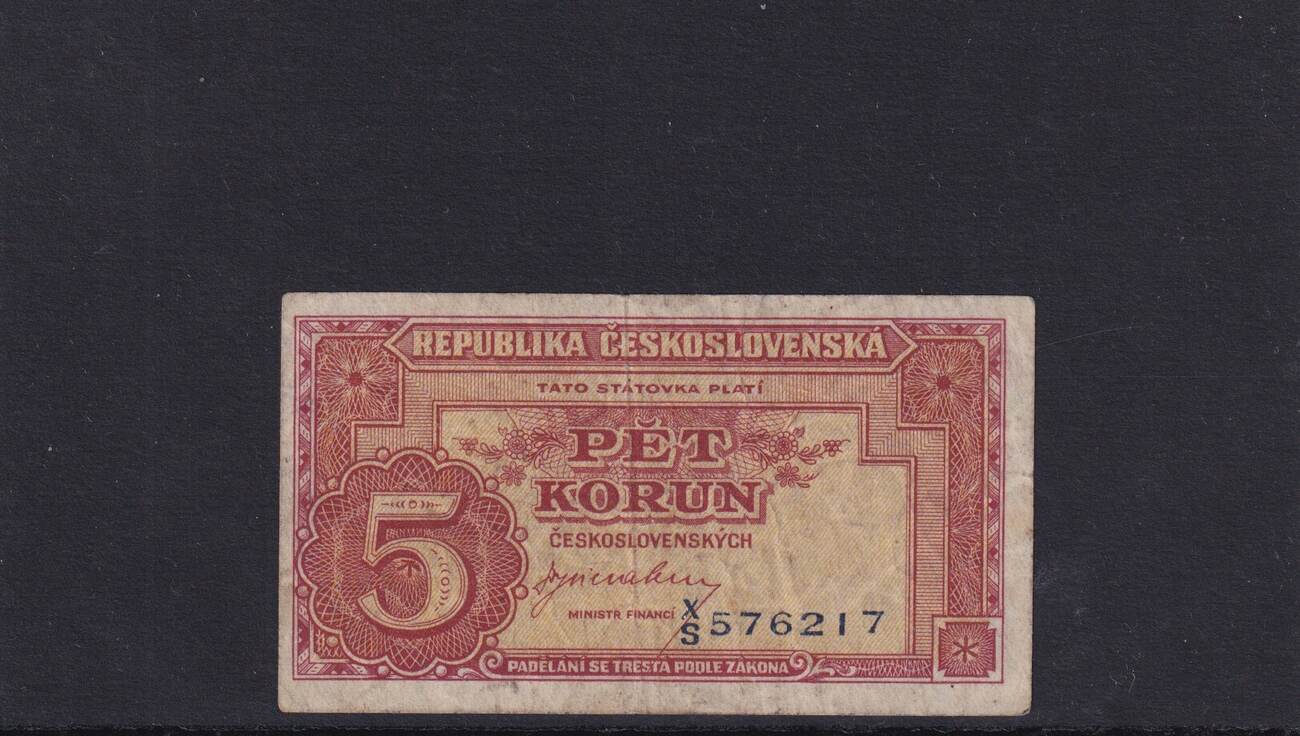 REPUBLIKA ČESKOSLOVENSKÁ
TATO STÁTOVKA PLATÍ
PĚT
KORUN
ČESKOSLOVENSKÝCH
5
MINISTR FINANCÍ
X/S 576217
PADĚLÁNÍ SE TRESTÁ PODLE ZÁKONA